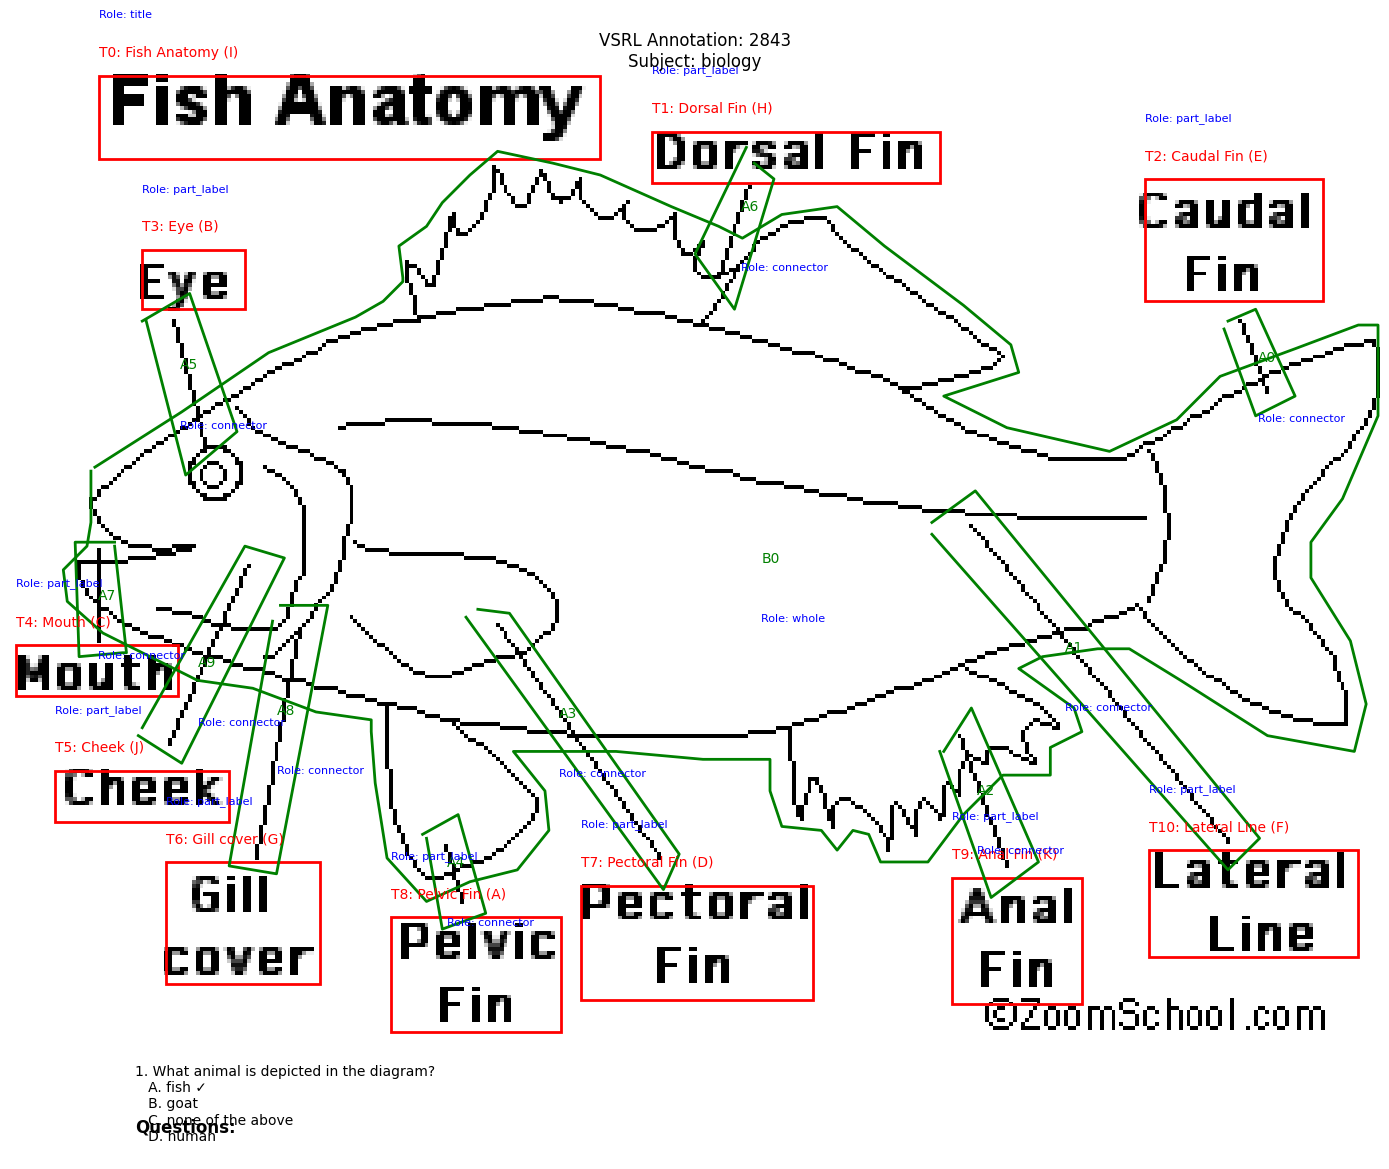 Role: title
VSRL Annotation: 2843
Subject: biology
T0: Fish Anatomy (I)
Fish Anatomy
Role: part_label
T1: Dorsal Fin (H)
Dorsal Fin
Role: part_label
T2: Caudal Fin (E)
Caudal
Fin
Role: part_label
T3: Eye (B)
Eye
A6
Role: connector
A5
Role: connector
A0
Role: connector
B0
Role: whole
A7
Role: connector
Role: part_label
T4: Mouth (C)
Mouth
A9
Role: connector
A8
Role: connector
A3
Role: connector
A1
Role: connector
A2
Role: connector
A4
Role: connector
Role: part_label
T5: Cheek (J)
Cheek
Role: part_label
T6: Gill cover (G)
Gill
cover
Role: part_label
T8: Pelvic Fin (A)
Pelvic
Fin
Role: part_label
T7: Pectoral Fin (D)
Pectoral
Fin
Role: part_label
T9: Anal Fin (K)
Anal
Fin
Role: part_label
T10: Lateral Line (F)
Lateral
Line
©ZoomSchool.com
1. What animal is depicted in the diagram?
A. fish ✓
B. goat
C. none of the above
D. human
Questions: